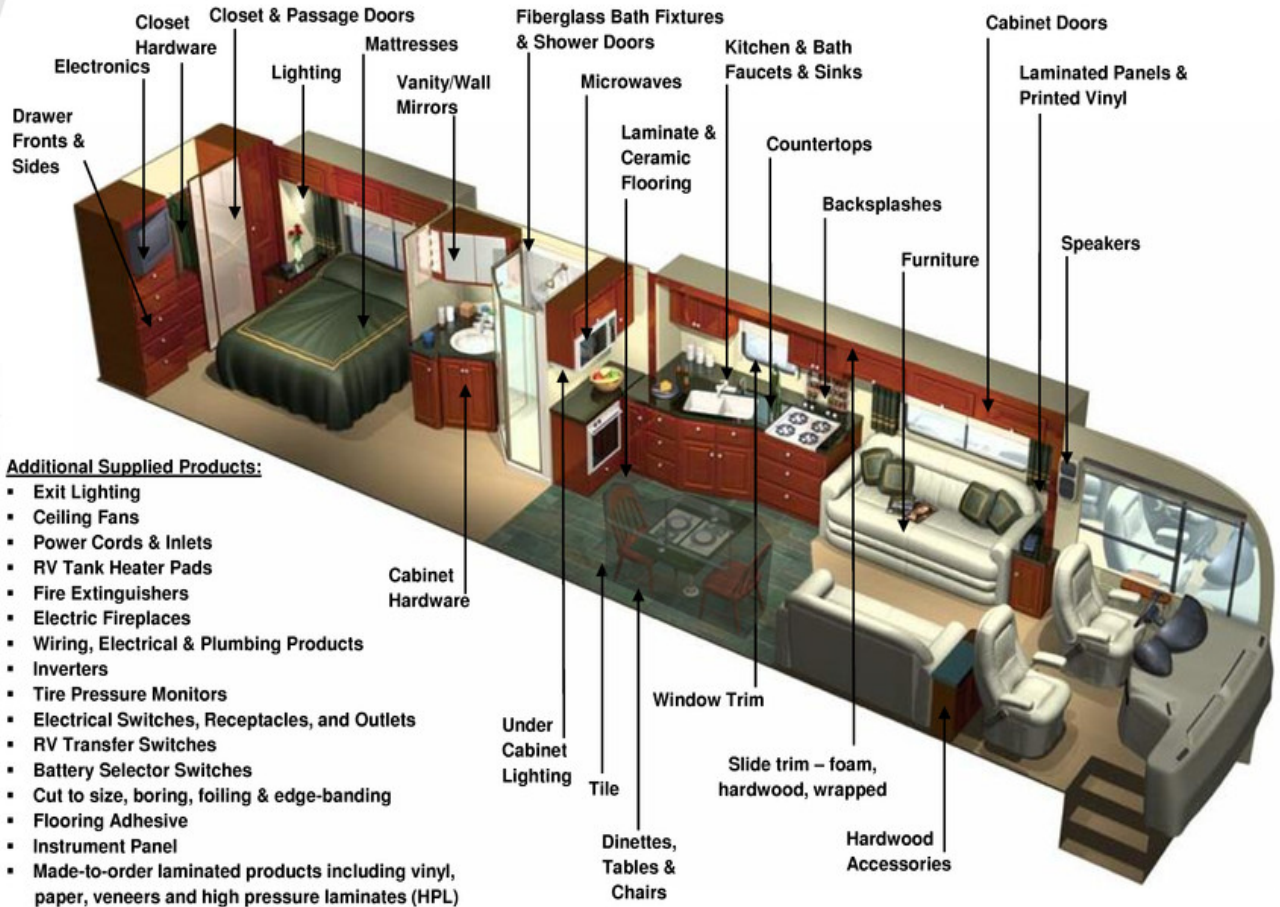 Closet
Hardware
Closet & Passage Doors
Electronics
Drawer
Fronts &
Sides
Lighting
Mattresses
Vanity/Wall
Mirrors
Fiberglass Bath Fixtures
& Shower Doors
Microwaves
Laminate &
Ceramic
Flooring
Kitchen & Bath
Faucets & Sinks
Countertops
Backsplashes
Furniture
Cabinet Doors
Laminated Panels &
Printed Vinyl
Speakers
Additional Supplied Products:
▪ Exit Lighting
▪ Ceiling Fans
▪ Power Cords & Inlets
▪ RV Tank Heater Pads
▪ Fire Extinguishers
▪ Electric Fireplaces
▪ Wiring, Electrical & Plumbing Products
▪ Inverters
▪ Tire Pressure Monitors
▪ Electrical Switches, Receptacles, and Outlets
▪ RV Transfer Switches
▪ Battery Selector Switches
▪ Cut to size, boring, foiling & edge-banding
▪ Flooring Adhesive
▪ Instrument Panel
▪ Made-to-order laminated products including vinyl,
paper, veneers and high pressure laminates (HPL)
Cabinet
Hardware
Under
Cabinet
Lighting
Tile
Dinettes,
Tables &
Chairs
Window Trim
Slide trim – foam,
hardwood, wrapped
Hardwood
Accessories